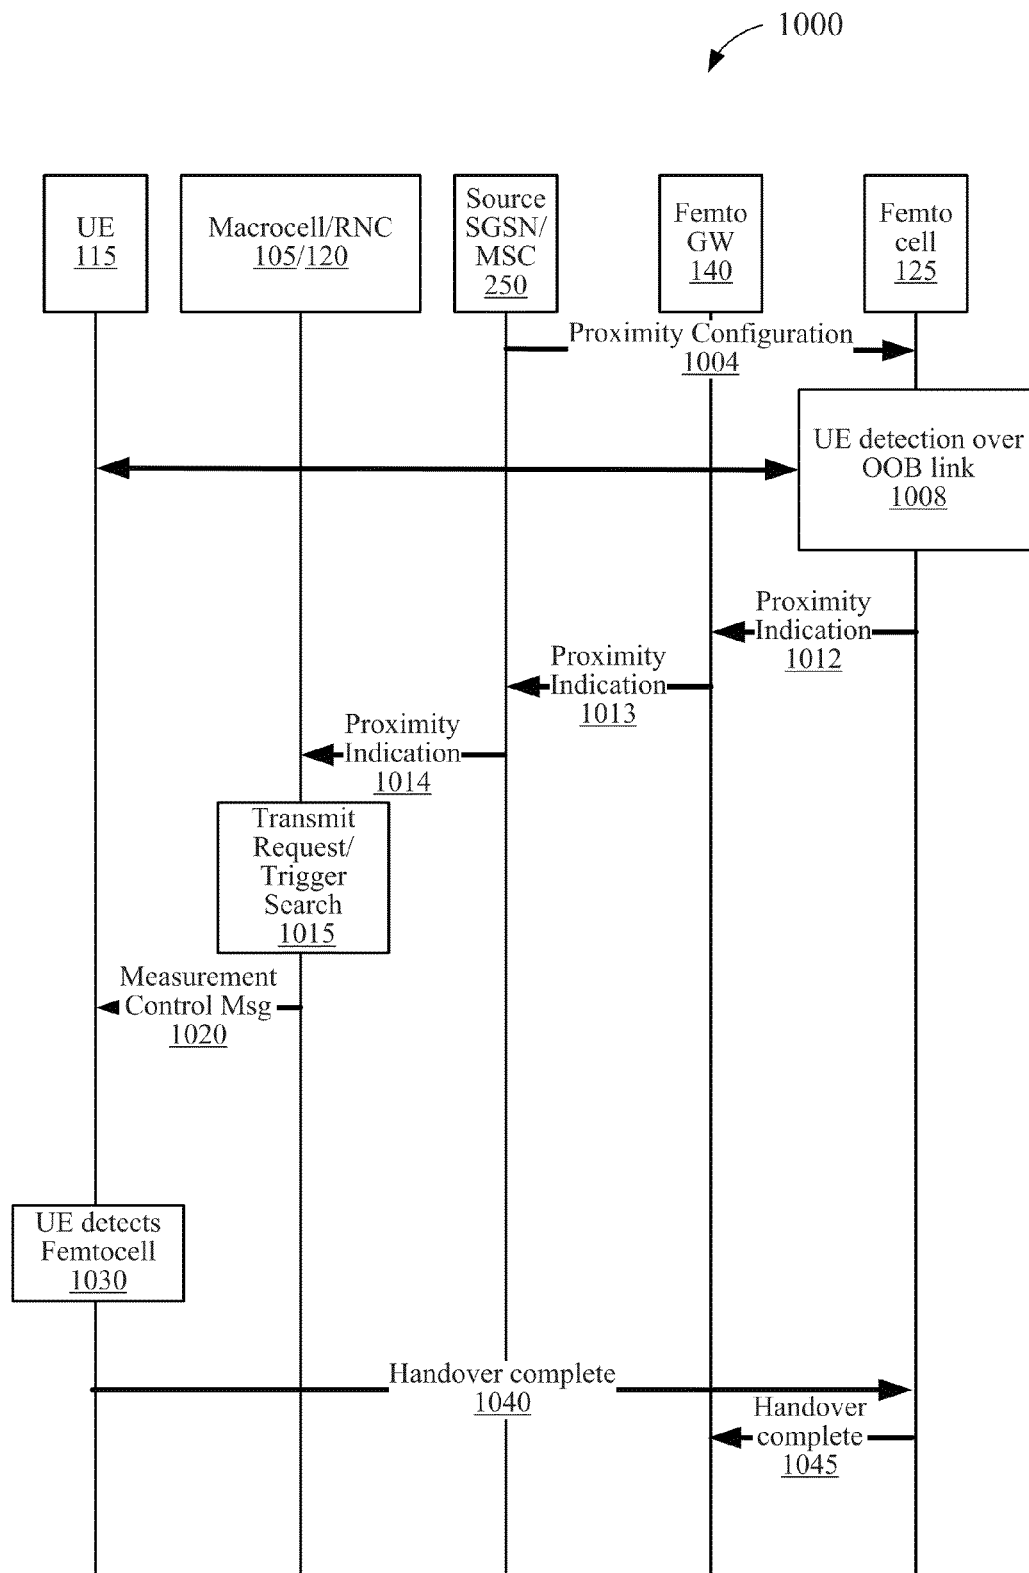 1000
UE
115
Macrocell/RNC
105/120
Source
SGSN/
MSC
250
Femto
GW
140
Femto
cell
125
Proximity Configuration
1004
UE detection over
OOB link
1008
Proximity
Indication
1012
Proximity
Indication
1013
Proximity
Indication
1014
Transmit
Request/
Trigger
Search
1015
Measurement
Control Msg
1020
UE detects
Femtocell
1030
Handover complete
1040
Handover
complete
1045